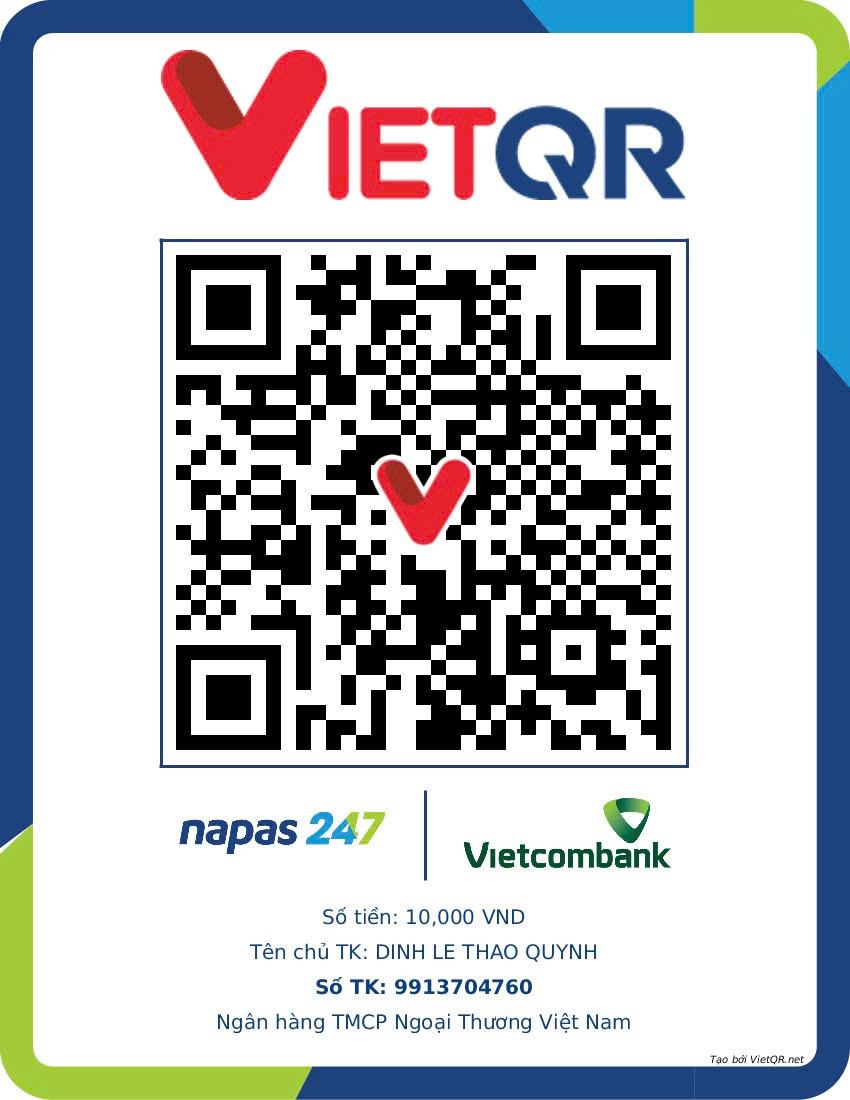 VIETQR
napas 247
Vietcombank
Số tiền: 10,000 VND
Tên chủ TK: DINH LE THAO QUYNH
Số TK: 9913704760
Ngân hàng TMCP Ngoại Thương Việt Nam
Tạo bởi VietQR.net